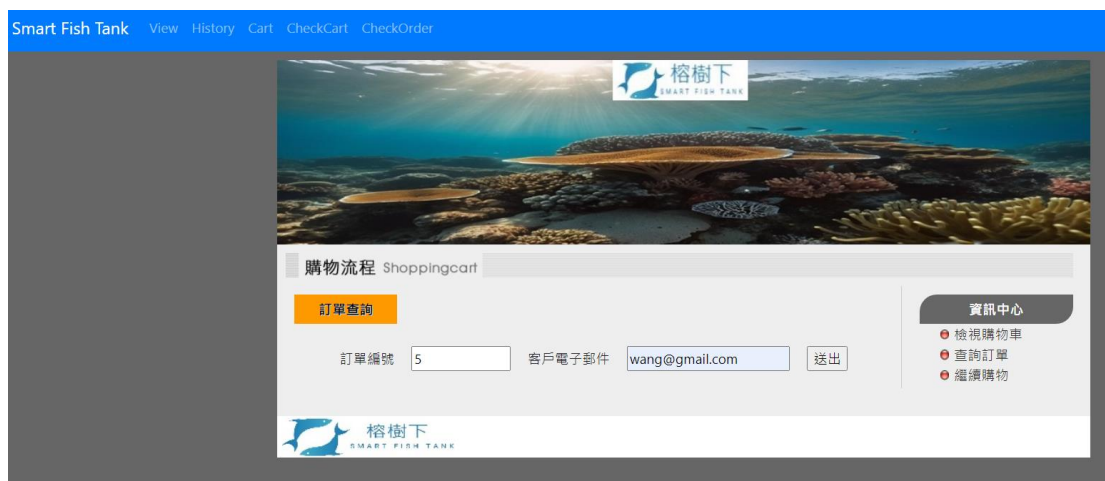 Smart Fish Tank View History Cart CheckCart CheckOrder
榕樹下
SMART FISH TANK
購物流程 Shoppingcart
訂單查詢
訂單編號 5 客戶電子郵件 wang@gmail.com 送出
資訊中心
檢視購物車
查詢訂單
繼續購物
榕樹下
SMART FISH TANK